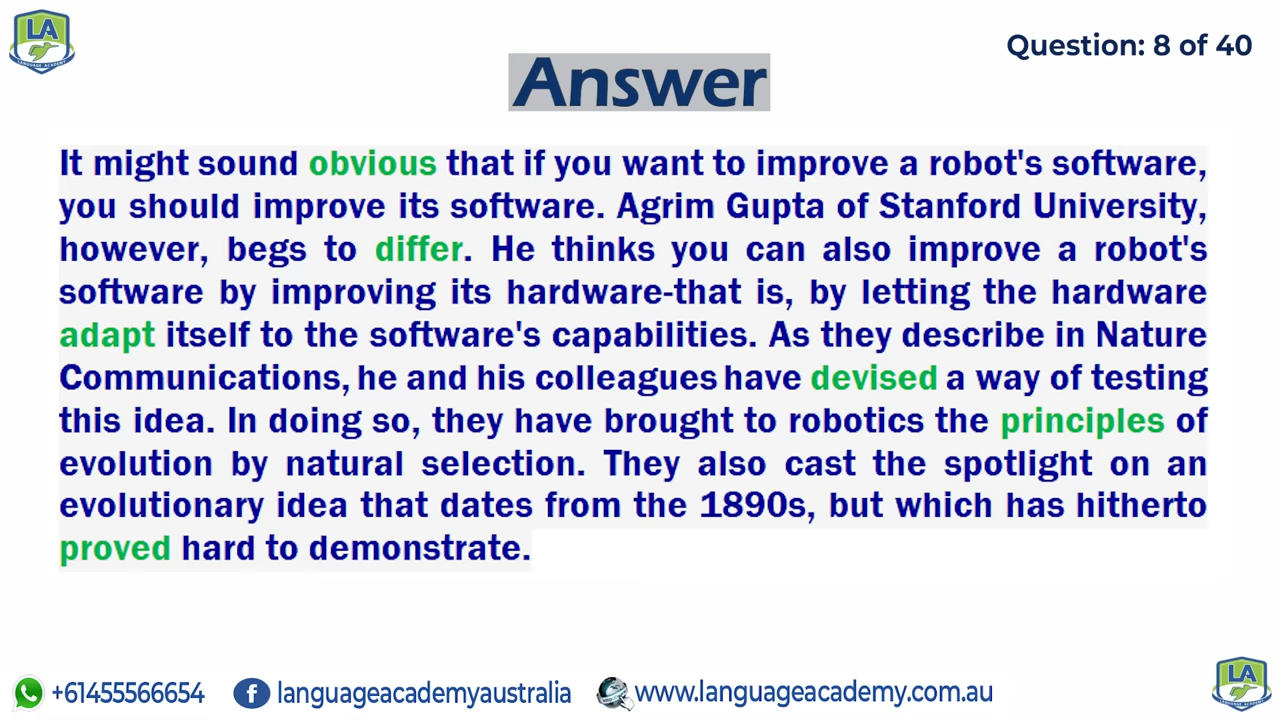 LA
LANGUAGE ACADEMY
Question: 8 of 40
Answer
It might sound obvious that if you want to improve a robot's software,
you should improve its software. Agrim Gupta of Stanford University,
however, begs to differ. He thinks you can also improve a robot's
software by improving its hardware-that is, by letting the hardware
adapt itself to the software's capabilities. As they describe in Nature
Communications, he and his colleagues have devised a way of testing
this idea. In doing so, they have brought to robotics the principles of
evolution by natural selection. They also cast the spotlight on an
evolutionary idea that dates from the 1890s, but which has hitherto
proved hard to demonstrate.
+61455566654 f languageacademyaustralia www.languageacademy.com.au
LA
LANGUAGE ACADEMY